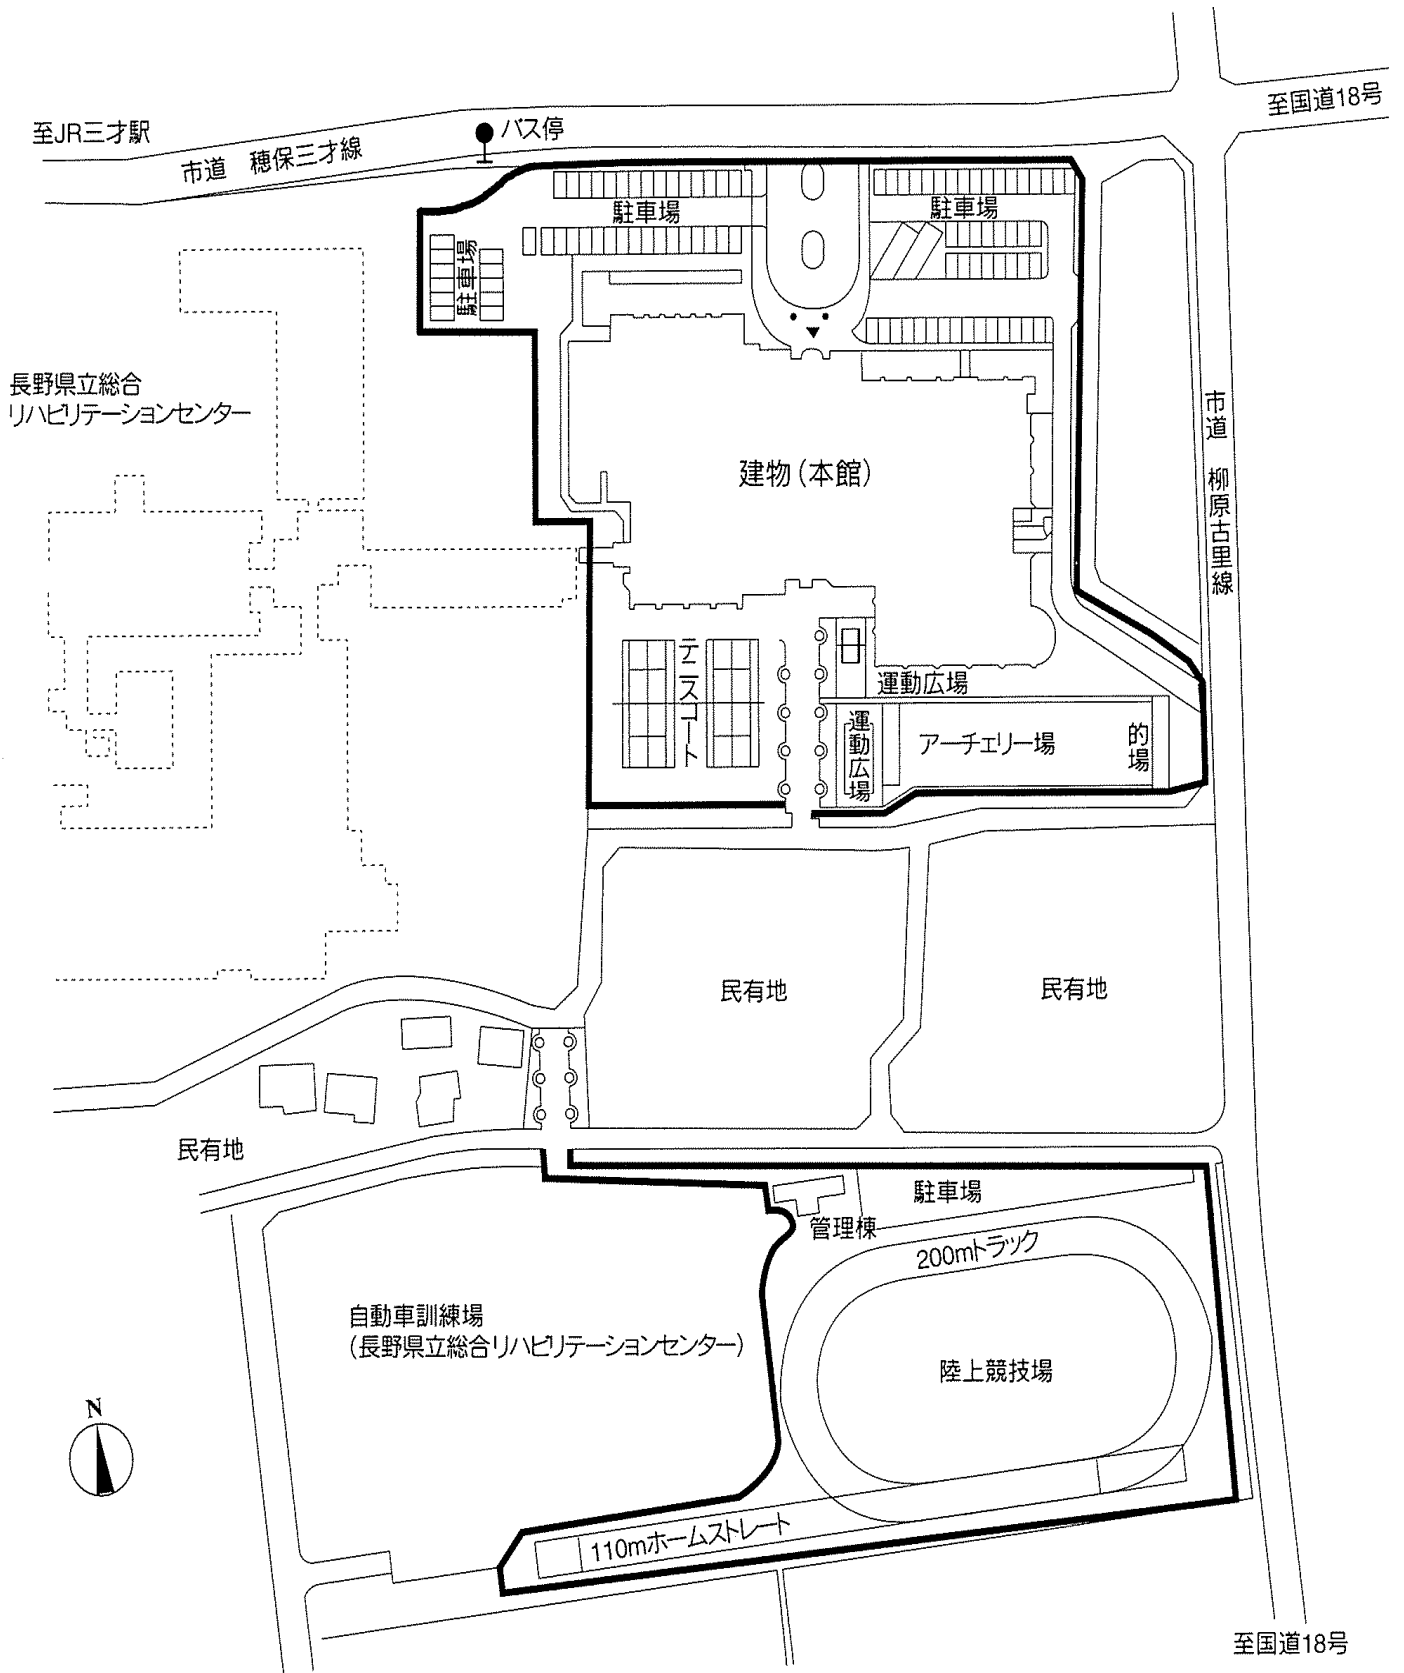 至国道18号
至JR三才駅
バス停
市道 穂保三才線
駐車場
駐車場
駐車場
長野県立総合
リハビリテーションセンター
市道 柳原古里線
建物(本館)
テニスコート
運動広場
運動広場
アーチェリー場
的場
民有地
民有地
民有地
駐車場
管理棟
200mトラック
自動車訓練場
(長野県立総合リハビリテーションセンター)
陸上競技場
N
110mホームストレート
至国道18号